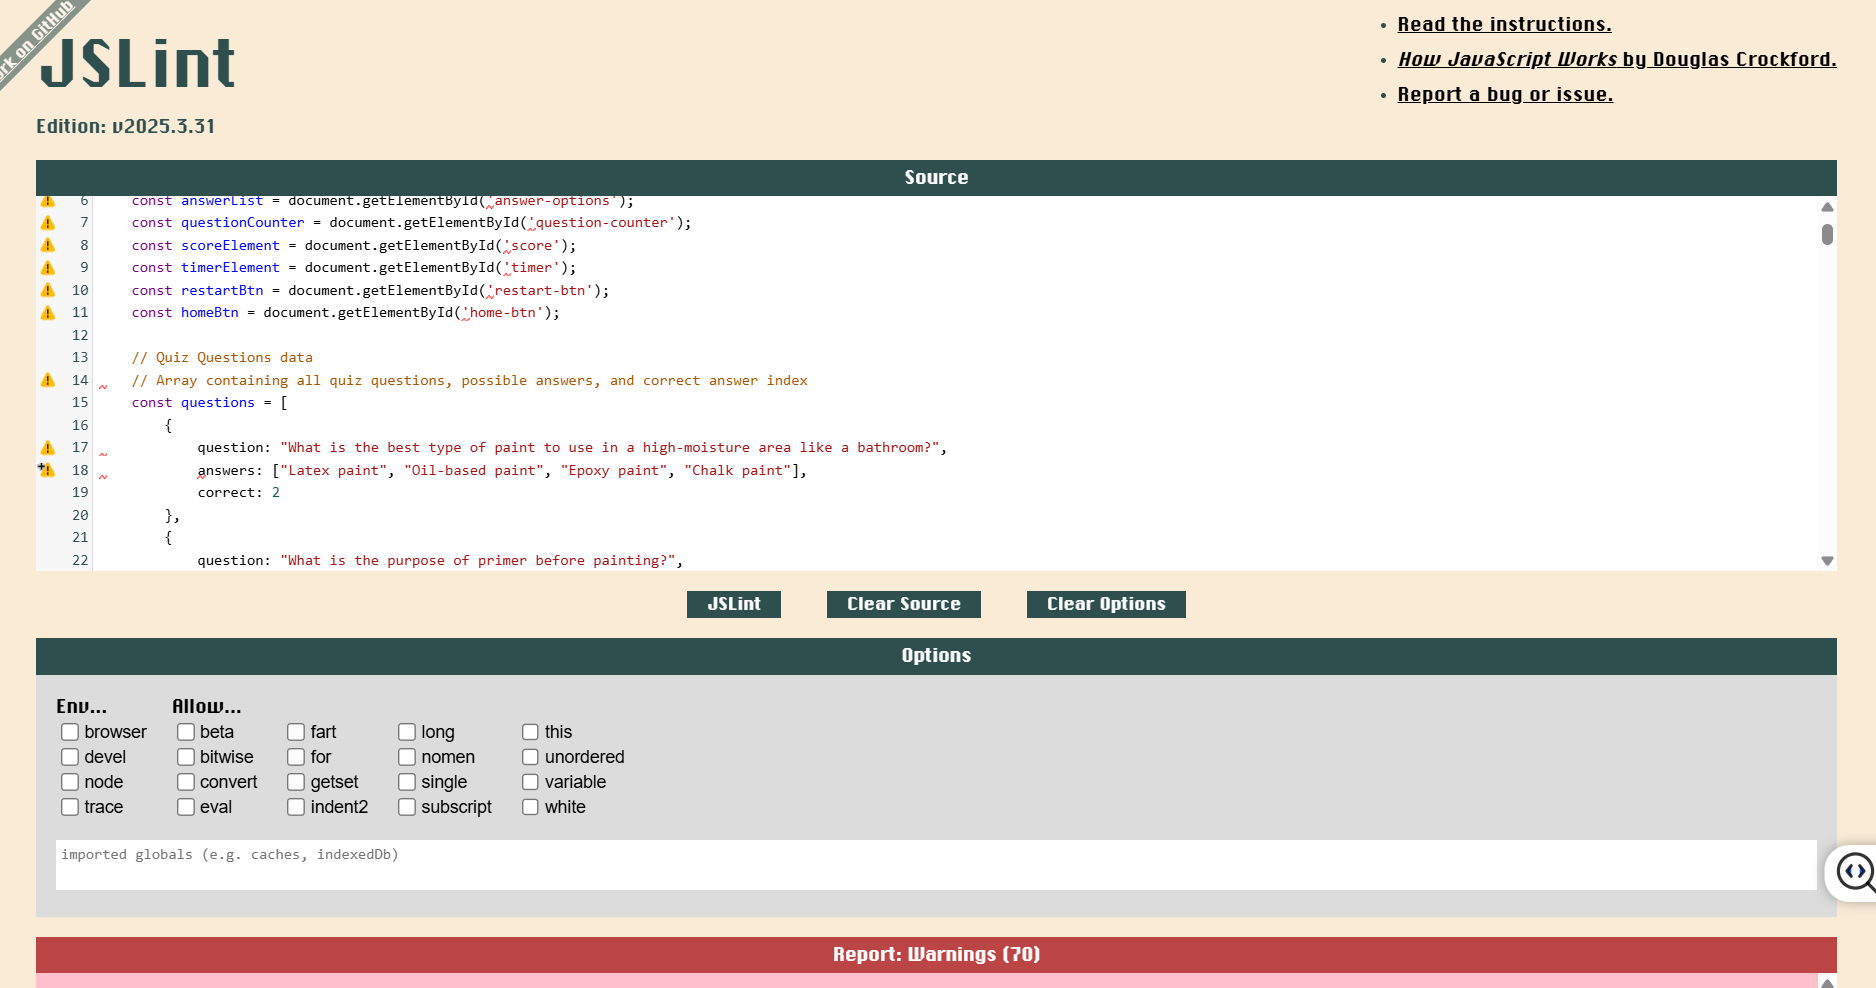 rk on GitHub
JSLint
Edition: v2025.3.31
Read the instructions.
How JavaScript Works by Douglas Crockford.
Report a bug or issue.
Source
6 const answerList = document.getElementById('answer-options');
7 const questionCounter = document.getElementById('question-counter');
8 const scoreElement = document.getElementById('score');
9 const timerElement = document.getElementById('timer');
10 const restartBtn = document.getElementById('restart-btn');
11 const homeBtn = document.getElementById('home-btn');
12
13 // Quiz Questions data
14 // Array containing all quiz questions, possible answers, and correct answer index
15 const questions = [
16 {
17 question: "What is the best type of paint to use in a high-moisture area like a bathroom?",
18 answers: ["Latex paint", "Oil-based paint", "Epoxy paint", "Chalk paint"],
19 correct: 2
20 },
21 {
22 question: "What is the purpose of primer before painting?",
JSLint Clear Source Clear Options
Options
Env... Allow...
browser beta fart long this
devel bitwise for nomen unordered
node convert getset single variable
trace eval indent2 subscript white
imported globals (e.g. caches, indexedDb)
Report: Warnings (70)